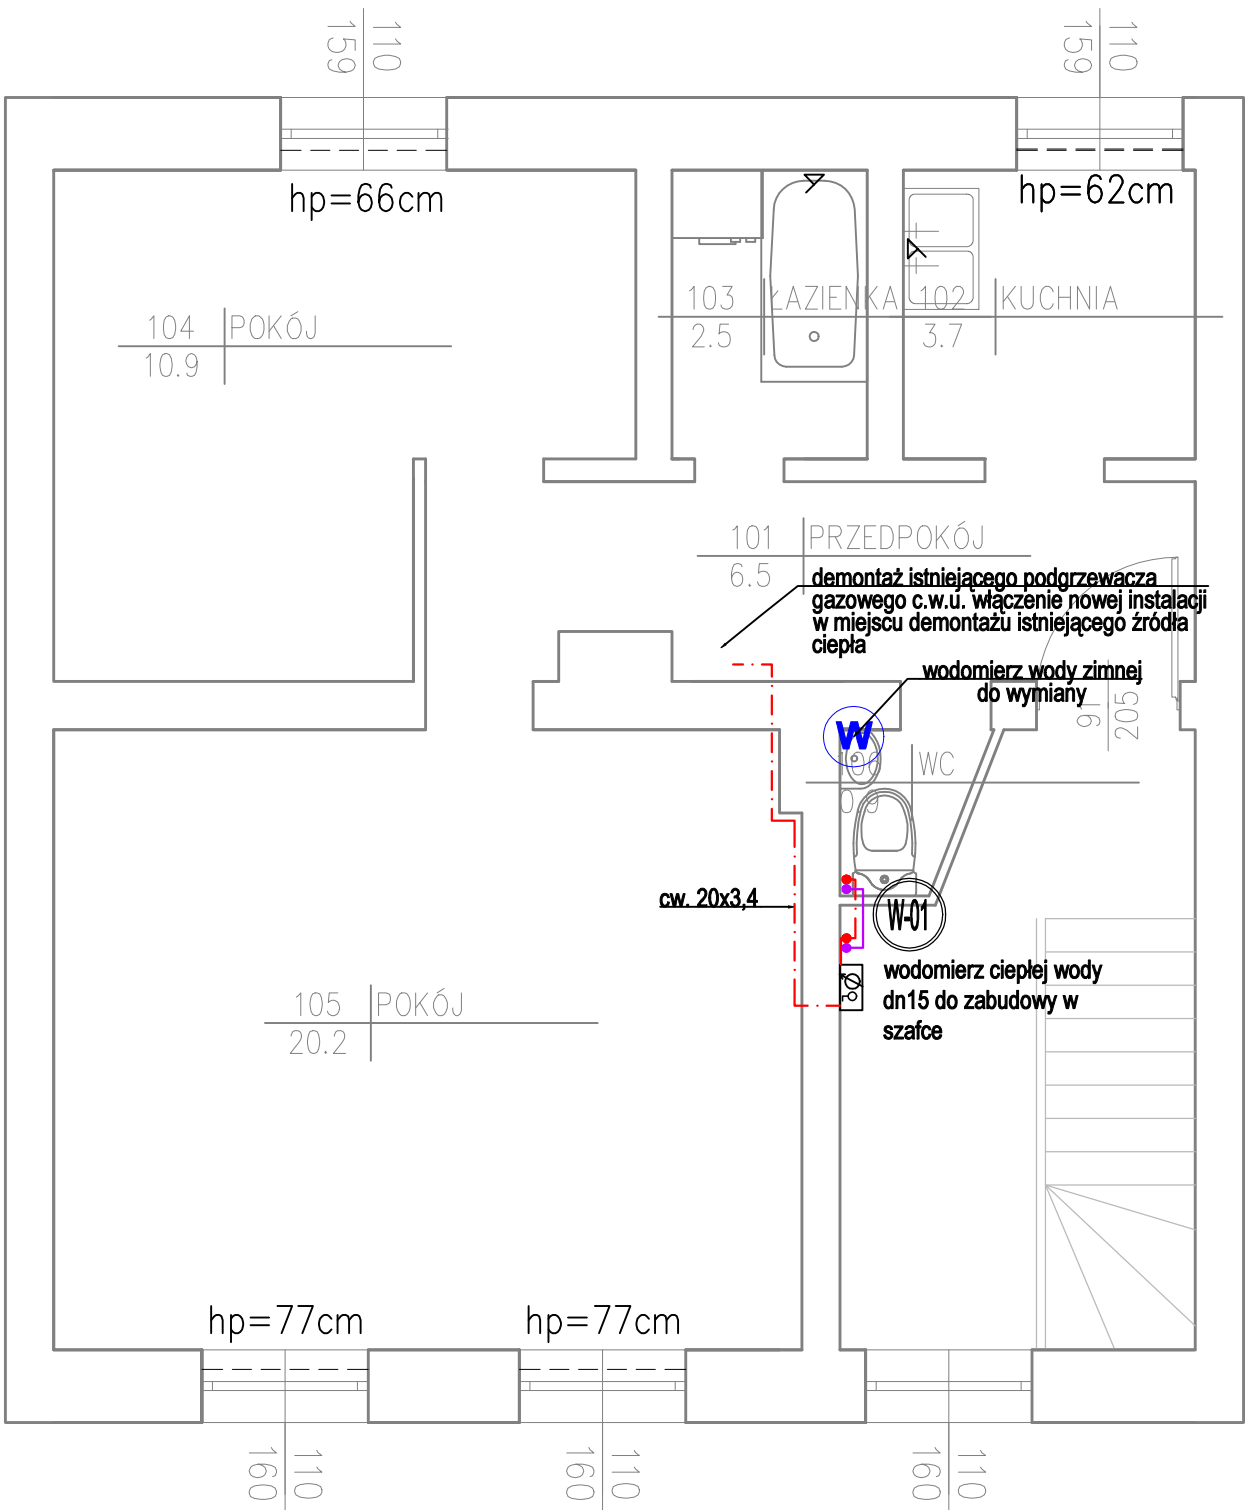 110
159
110
159
hp=66cm
hp=62cm
103 ŁAZIENKA
2.5
102 KUCHNIA
3.7
104 POKÓJ
10.9
101 PRZEDPOKÓJ
6.5
demontaż istniejącego podgrzewacza
gazowego c.w.u. włączenie nowej instalacji
w miejscu demontażu istniejącego źródła
ciepła
wodomierz wody zimnej
do wymiany
91
205
W
WC
0.9
cw. 20x3,4
W-01
wodomierz ciepłej wody
dn15 do zabudowy w
szafce
105 POKÓJ
20.2
hp=77cm
hp=77cm
110
160
110
160
110
160